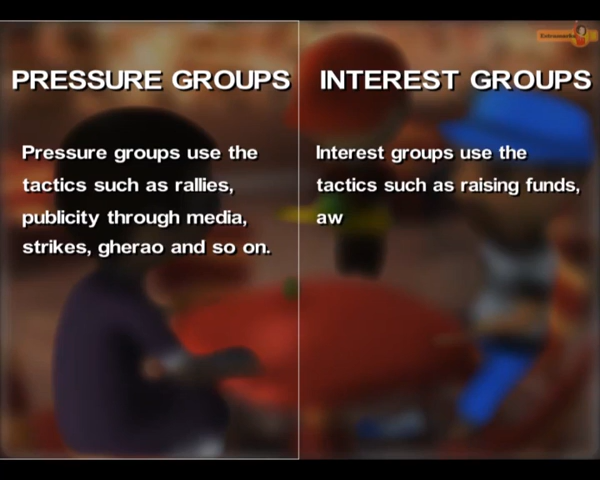 PRESSURE GROUPS
Pressure groups use the
tactics such as rallies,
publicity through media,
strikes, gherao and so on.
INTEREST GROUPS
Interest groups use the
tactics such as raising funds,
aw